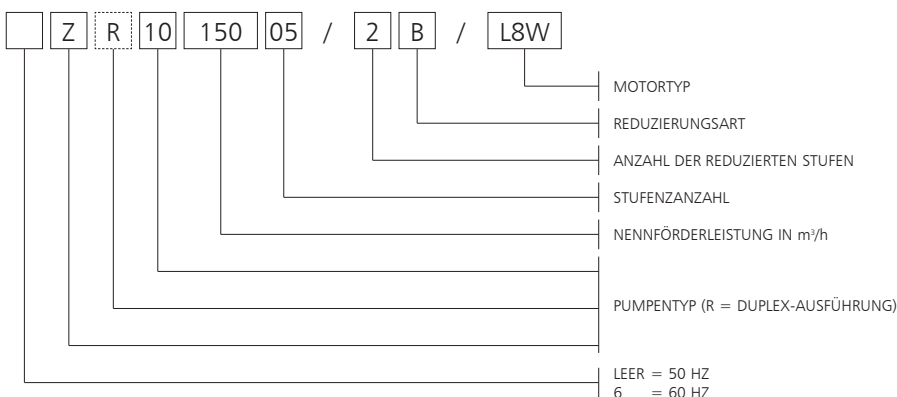 Z R 10 150 05 / 2 B / L8W
MOTORTYP
REDUZIERUNGSART
ANZAHL DER REDUZIERTEN STUFEN
STUFENZANZAHL
NENNFÖRDERLEISTUNG IN m³/h
PUMPENTYP (R = DUPLEX-AUSFÜHRUNG)
LEER = 50 HZ
6 = 60 HZ